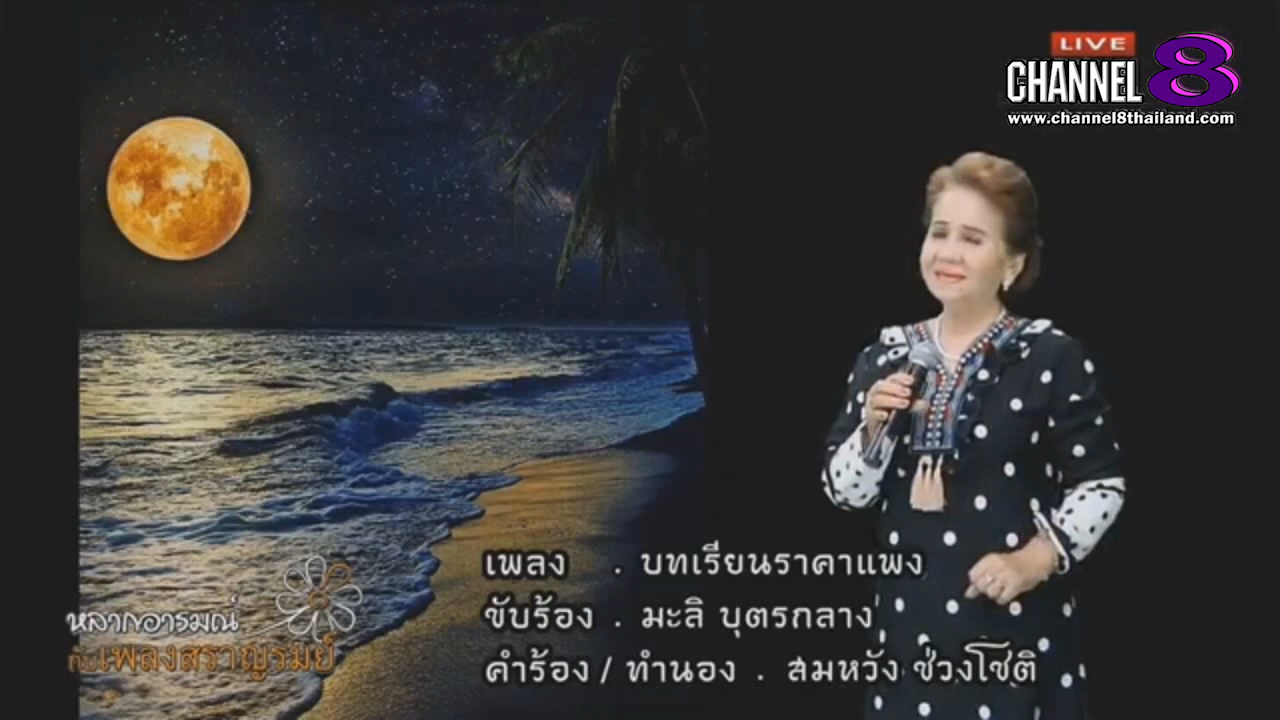 LIVE
CHANNEL 8
www.channel8thailand.com
เพลง . บทเรียนราคาแพง
ขับร้อง . มะลิ บุตรกลาง
คำร้อง / ทำนอง . สมหวัง ช่วงโชติ
หลากอารมณ์
กับเพลงสราญรมย์